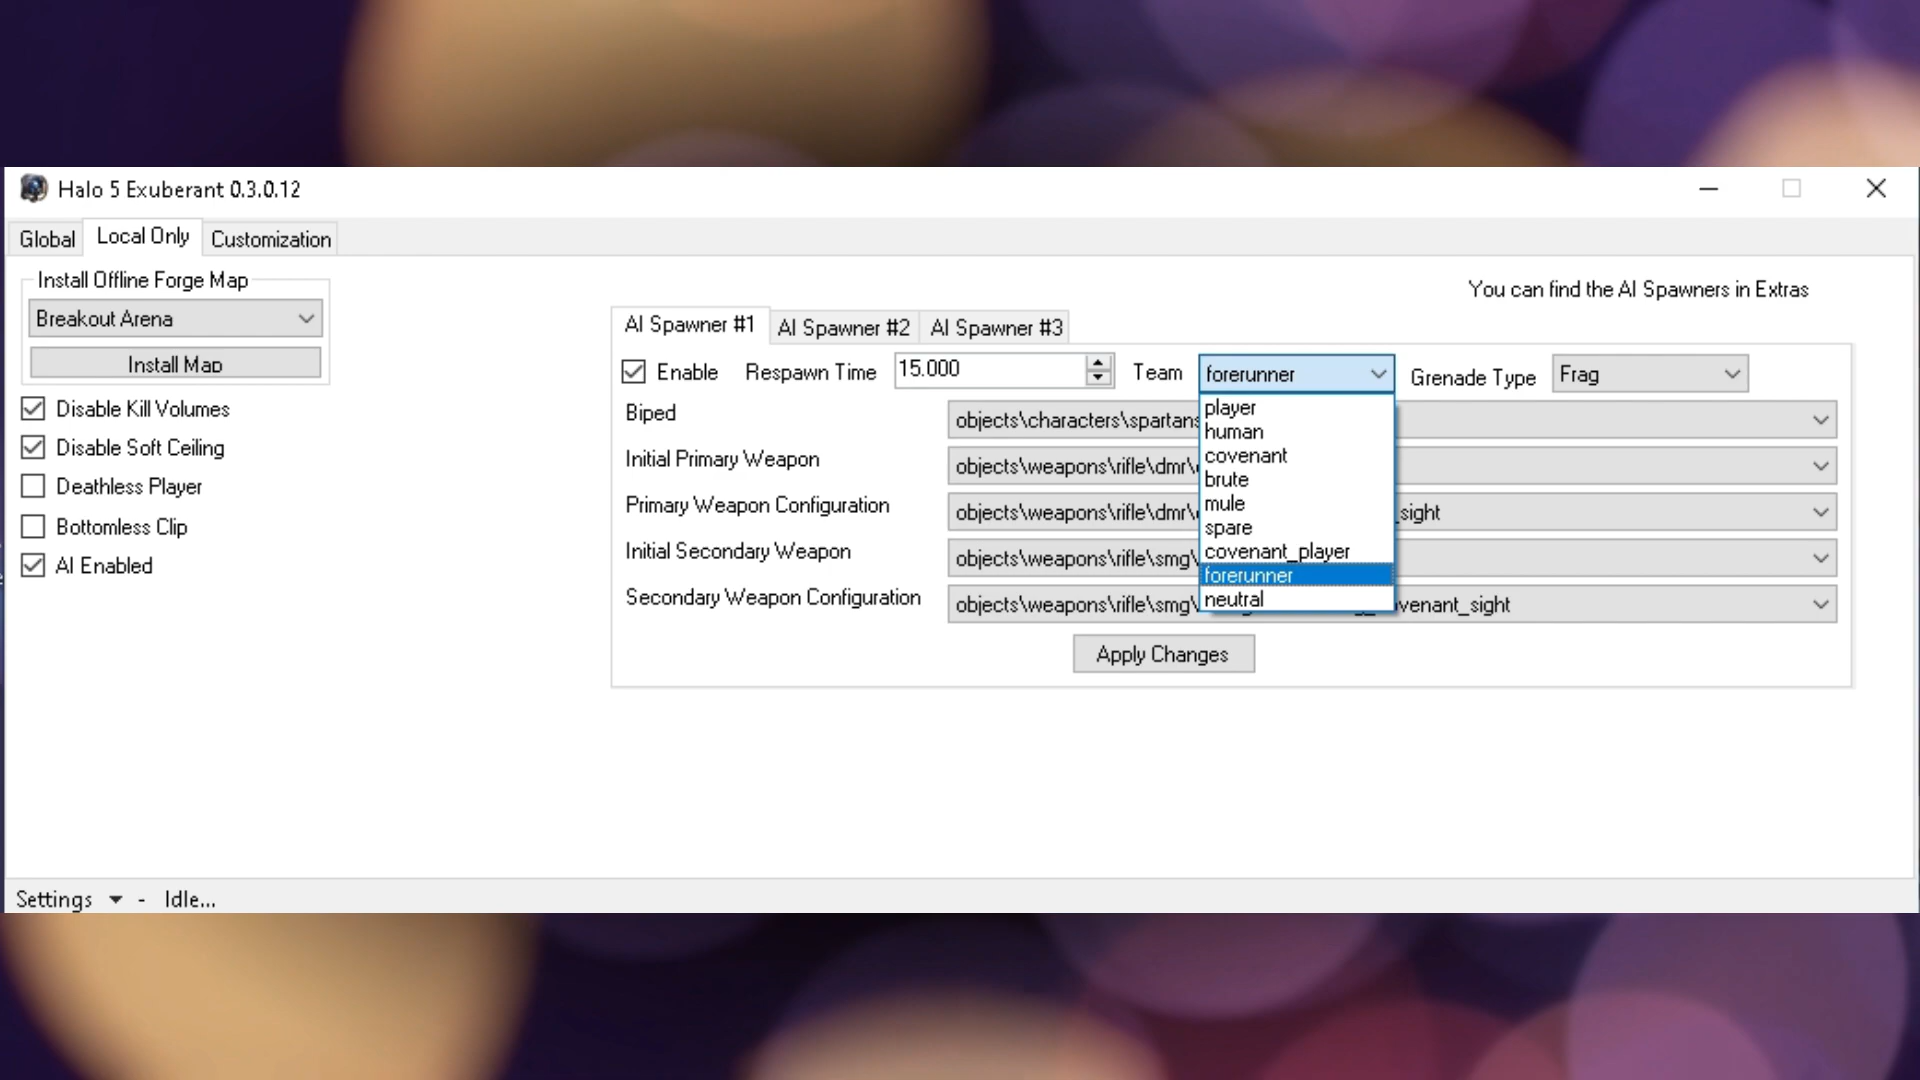 Halo 5 Exuberant 0.3.0.12
Global
Local Only
Customization
Install Offline Forge Map
Breakout Arena
Install Map
Disable Kill Volumes
Disable Soft Ceiling
Deathless Player
Bottomless Clip
AI Enabled
You can find the AI Spawners in Extras
AI Spawner #1
AI Spawner #2
AI Spawner #3
Enable
Respawn Time
15.000
Team
forerunner
Grenade Type
Frag
player
human
covenant
brute
mule
spare
covenant_player
forerunner
neutral
Biped
objects\characters\spartans
Initial Primary Weapon
objects\weapons\rifle\dmr\
Primary Weapon Configuration
objects\weapons\rifle\dmr\
_sight
Initial Secondary Weapon
objects\weapons\rifle\smg\
Secondary Weapon Configuration
objects\weapons\rifle\smg\
venant_sight
Apply Changes
Settings
-
Idle...